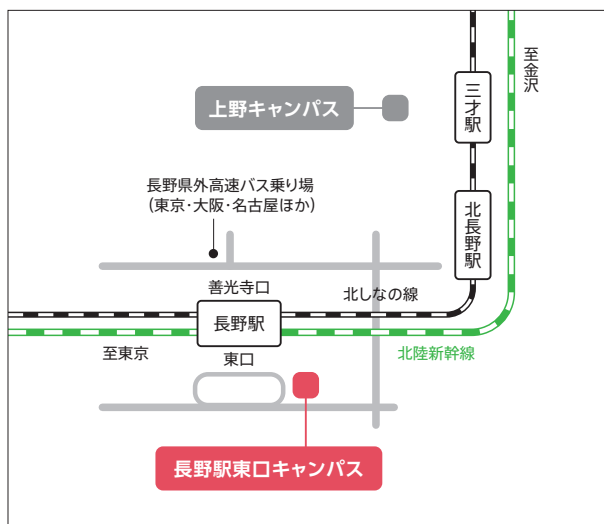 至金沢
三才駅
上野キャンパス
長野県外高速バス乗り場
(東京・大阪・名古屋ほか)
北長野駅
善光寺口
北しなの線
長野駅
至東京
東口
北陸新幹線
長野駅東口キャンパス